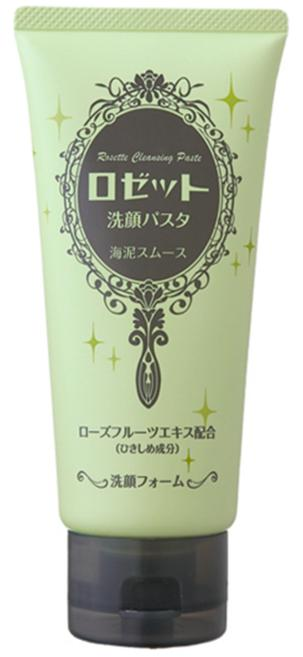 Rosette Cleansing Paste
ロゼット
洗顔パスタ
海泥スムース
ローズフルーツエキス配合
(ひきしめ成分)
洗顔フォーム